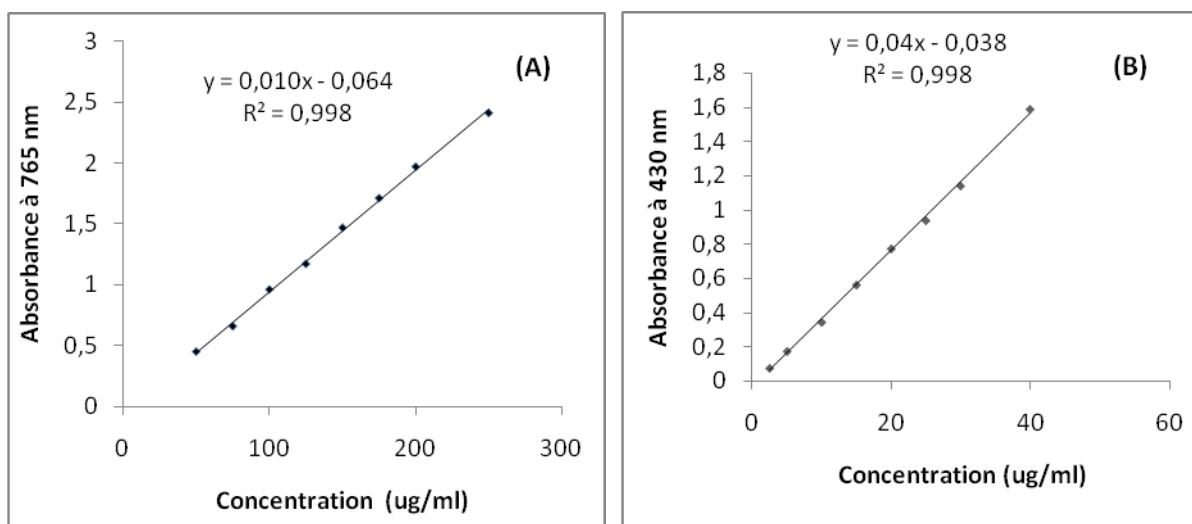 (A)
y = 0,010x - 0,064
R² = 0,998
Absorbance à 765 nm
3
2,5
2
1,5
1
0,5
0
0 100 200 300
Concentration (ug/ml)
(B)
y = 0,04x - 0,038
R² = 0,998
Absorbance à 430 nm
1,8
1,6
1,4
1,2
1
0,8
0,6
0,4
0,2
0
0 20 40 60
Concentration (ug/ml)